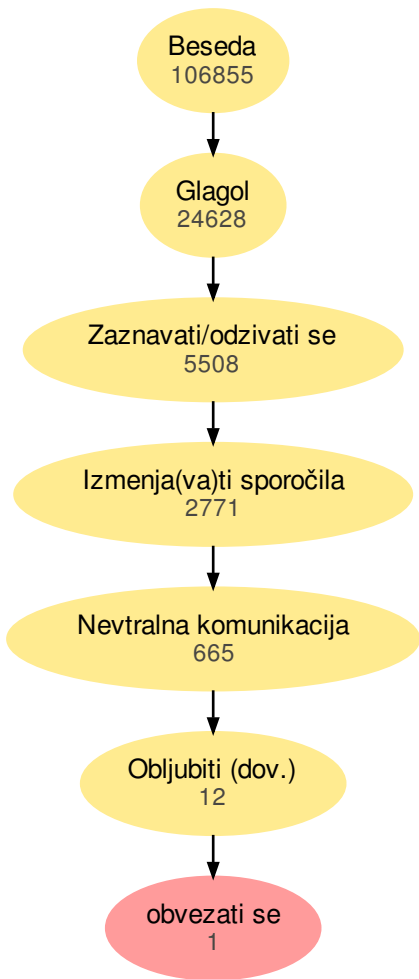 Beseda
106855
Glagol
24628
Zaznavati/odzivati se
5508
Izmenja(va)ti sporočila
2771
Nevtralna komunikacija
665
Obljubiti (dov.)
12
obvezati se
1